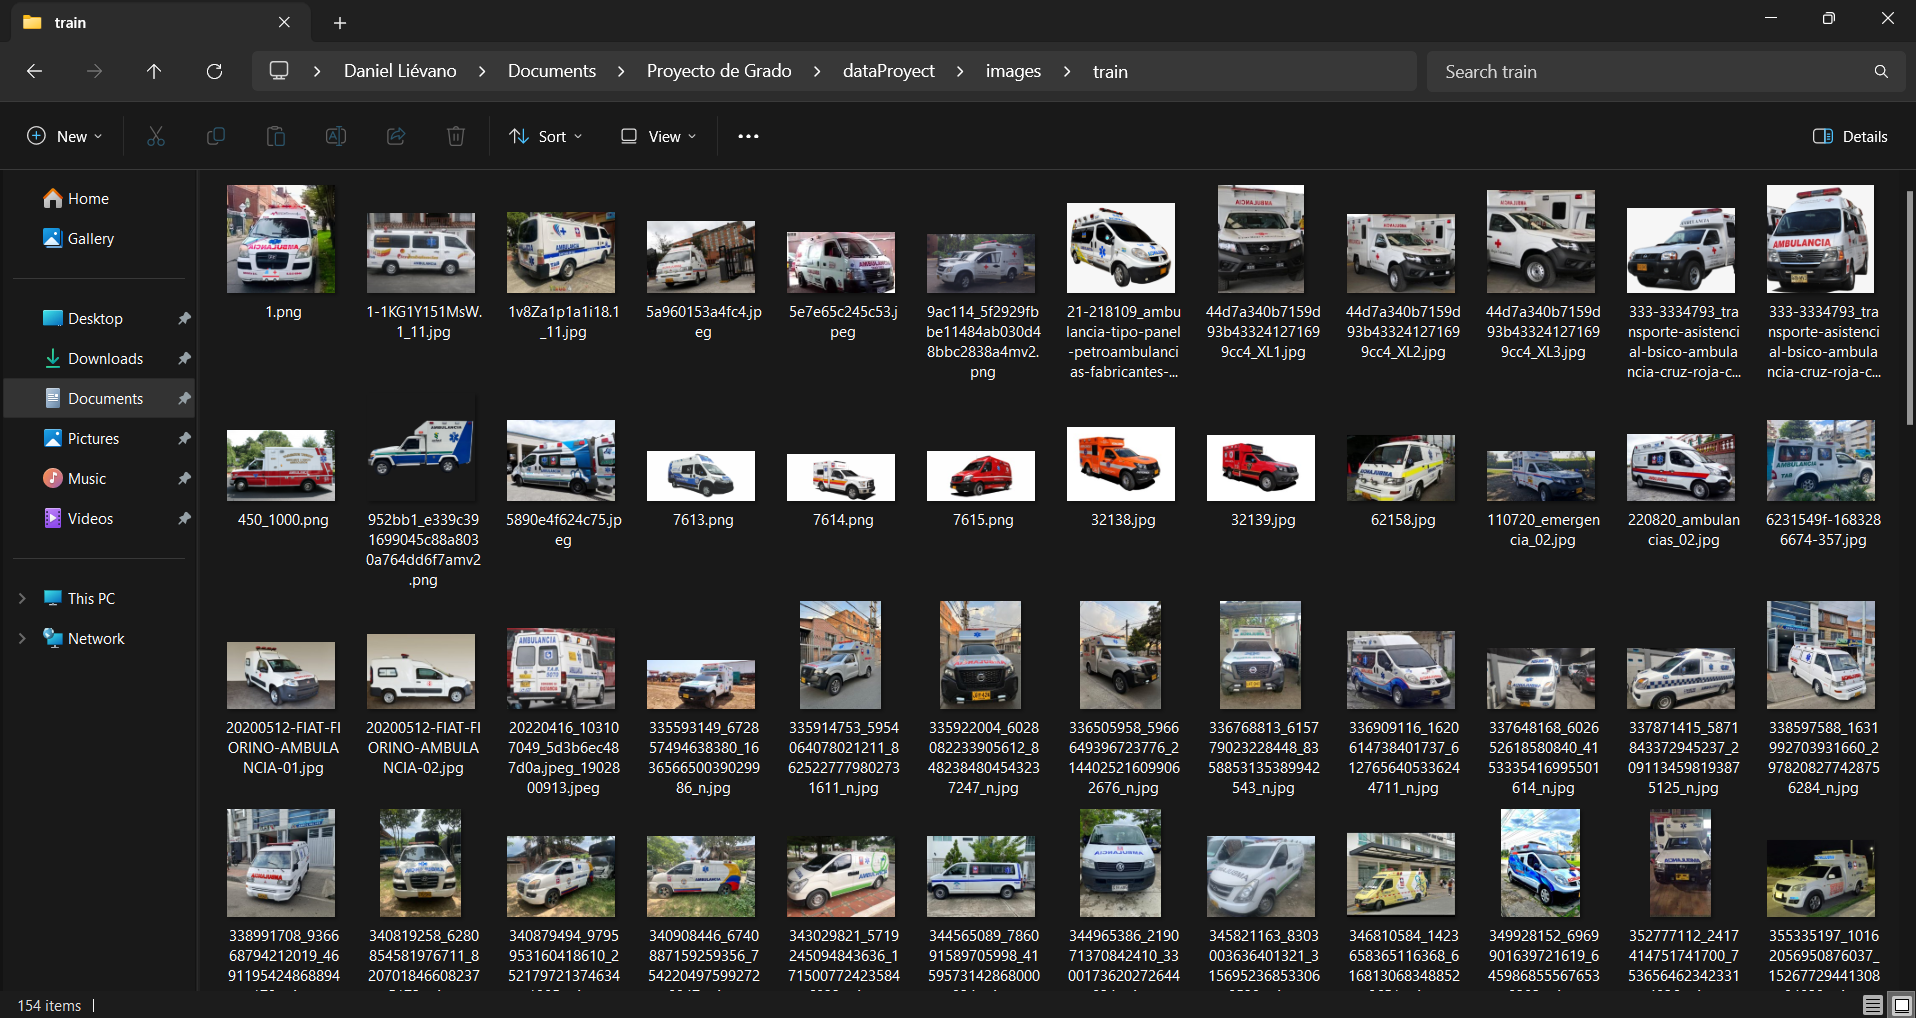 train
Daniel Liévano
Documents
Proyecto de Grado
dataProyect
images
train
Search train
New
Sort
View
Details
Home
Gallery
Desktop
Downloads
Documents
Pictures
Music
Videos
This PC
Network
1.png
1-1KG1Y151MsW.
1_11.jpg
1v8Za1p1a1i18.1
_11.jpg
5a960153a4fc4.jp
eg
5e7e65c245c53.j
peg
9ac114_5f2929fb
be11484ab030d4
8bbc2838a4mv2.
png
21-218109_ambu
lancia-tipo-panel
-petroambulanci
as-fabricantes-...
44d7a340b7159d
93b43324127169
9cc4_XL1.jpg
44d7a340b7159d
93b43324127169
9cc4_XL2.jpg
44d7a340b7159d
93b43324127169
9cc4_XL3.jpg
333-3334793_tra
nsporte-asistenci
al-bsico-ambula
ncia-cruz-roja-c...
333-3334793_tra
nsporte-asistenci
al-bsico-ambula
ncia-cruz-roja-c...
450_1000.png
952bb1_e339c39
1699045c88a803
0a764dd6f7amv2
.png
5890e4f624c75.jp
eg
7613.png
7614.png
7615.png
32138.jpg
32139.jpg
62158.jpg
110720_emergen
cia_02.jpg
220820_ambulan
cias_02.jpg
6231549f-168328
6674-357.jpg
20200512-FIAT-FI
ORINO-AMBULA
NCIA-01.jpg
20200512-FIAT-FI
ORINO-AMBULA
NCIA-02.jpg
20220416_10310
7049_5d3b6ec48
7d0a.jpeg_19028
00913.jpeg
335593149_6728
57494638380_16
36566500390299
86_n.jpg
335914753_5954
064078021211_8
62522777980273
1611_n.jpg
335922004_6028
082233905612_8
48238480454323
7247_n.jpg
336505958_5966
649396723776_2
14402521609906
2676_n.jpg
336768813_6157
79023228448_83
58853135389942
543_n.jpg
336909116_1620
614738401737_6
12765640533624
4711_n.jpg
337648168_6026
52618580840_41
53335416995501
614_n.jpg
337871415_5871
843372945237_2
09113459819387
5125_n.jpg
338597588_1631
992703931660_2
97820827742875
6284_n.jpg
338991708_9366
68794212019_46
91195424868894
340819258_6280
854581976711_8
20701846608237
340879494_9795
953160418610_2
52179721374634
340908446_6740
887159259356_7
54220497599272
343029821_5719
245094843636_1
71500772423584
344565089_7860
91589705998_41
59573142868000
344965386_2190
71370842410_33
00173620272644
345821163_8303
003636401321_3
15695236853306
346810584_1423
658365116368_6
16813068348852
349928152_6969
901639721619_6
45986855567653
352777112_2417
414751741700_7
53656462342331
355335197_1016
2056950876037_
15267729441308
154 items